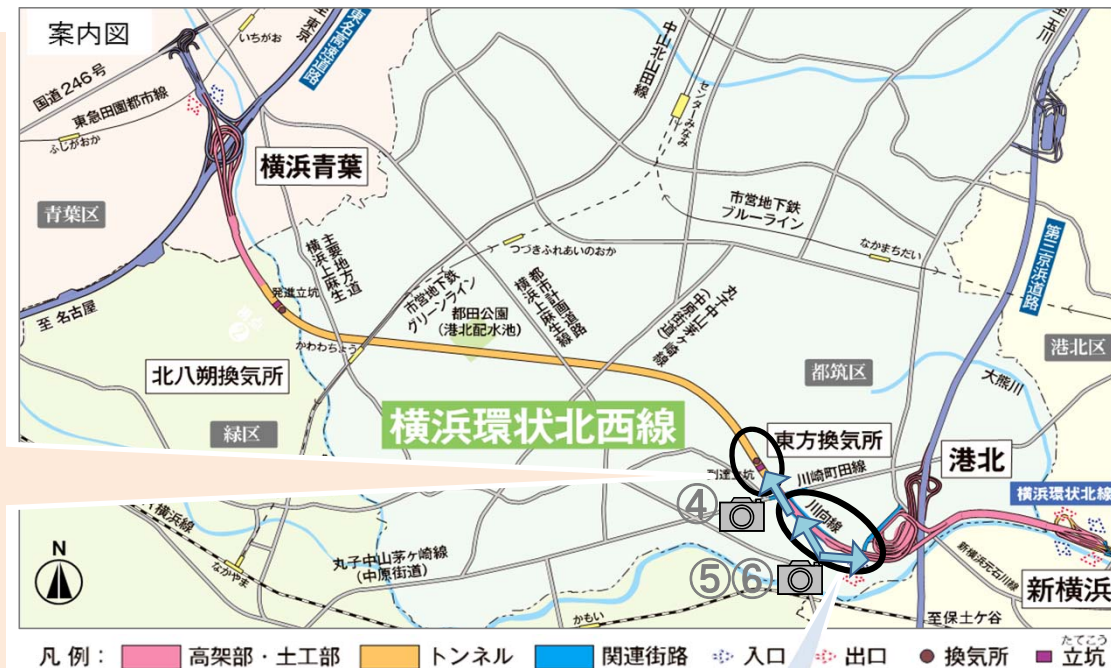 案内図
いちがお
至 東京
東名高速道路
国道246号
東急田園都市線
ふじがおか
横浜青葉
青葉区
至 名古屋
中山北山田線
センターみなみ
至 玉川
市営地下鉄
ブルーライン
なかまちだい
第三京浜道路
港北区
主要地方道
横浜上麻生
発進立坑
つづきふれあいのおか
市営地下鉄
グリーンライン
都田公園
(港北配水池)
都市計画道路
横浜上麻生線
丸子中山茅ケ崎線
(中原街道)
かわわちょう
北八朔換気所
緑区
都筑区
大熊川
横浜環状北西線
東方換気所
到達立坑
川崎町田線
港北
横浜環状北線
④
川向線
⑤⑥
横浜線
なかやま
丸子中山茅ケ崎線
(中原街道)
かもい
新横浜元石川線
新横浜
至保土ケ谷
N
凡 例 :
高架部・土工部
トンネル
関連街路
入口
出口
換気所
たてこう
立坑